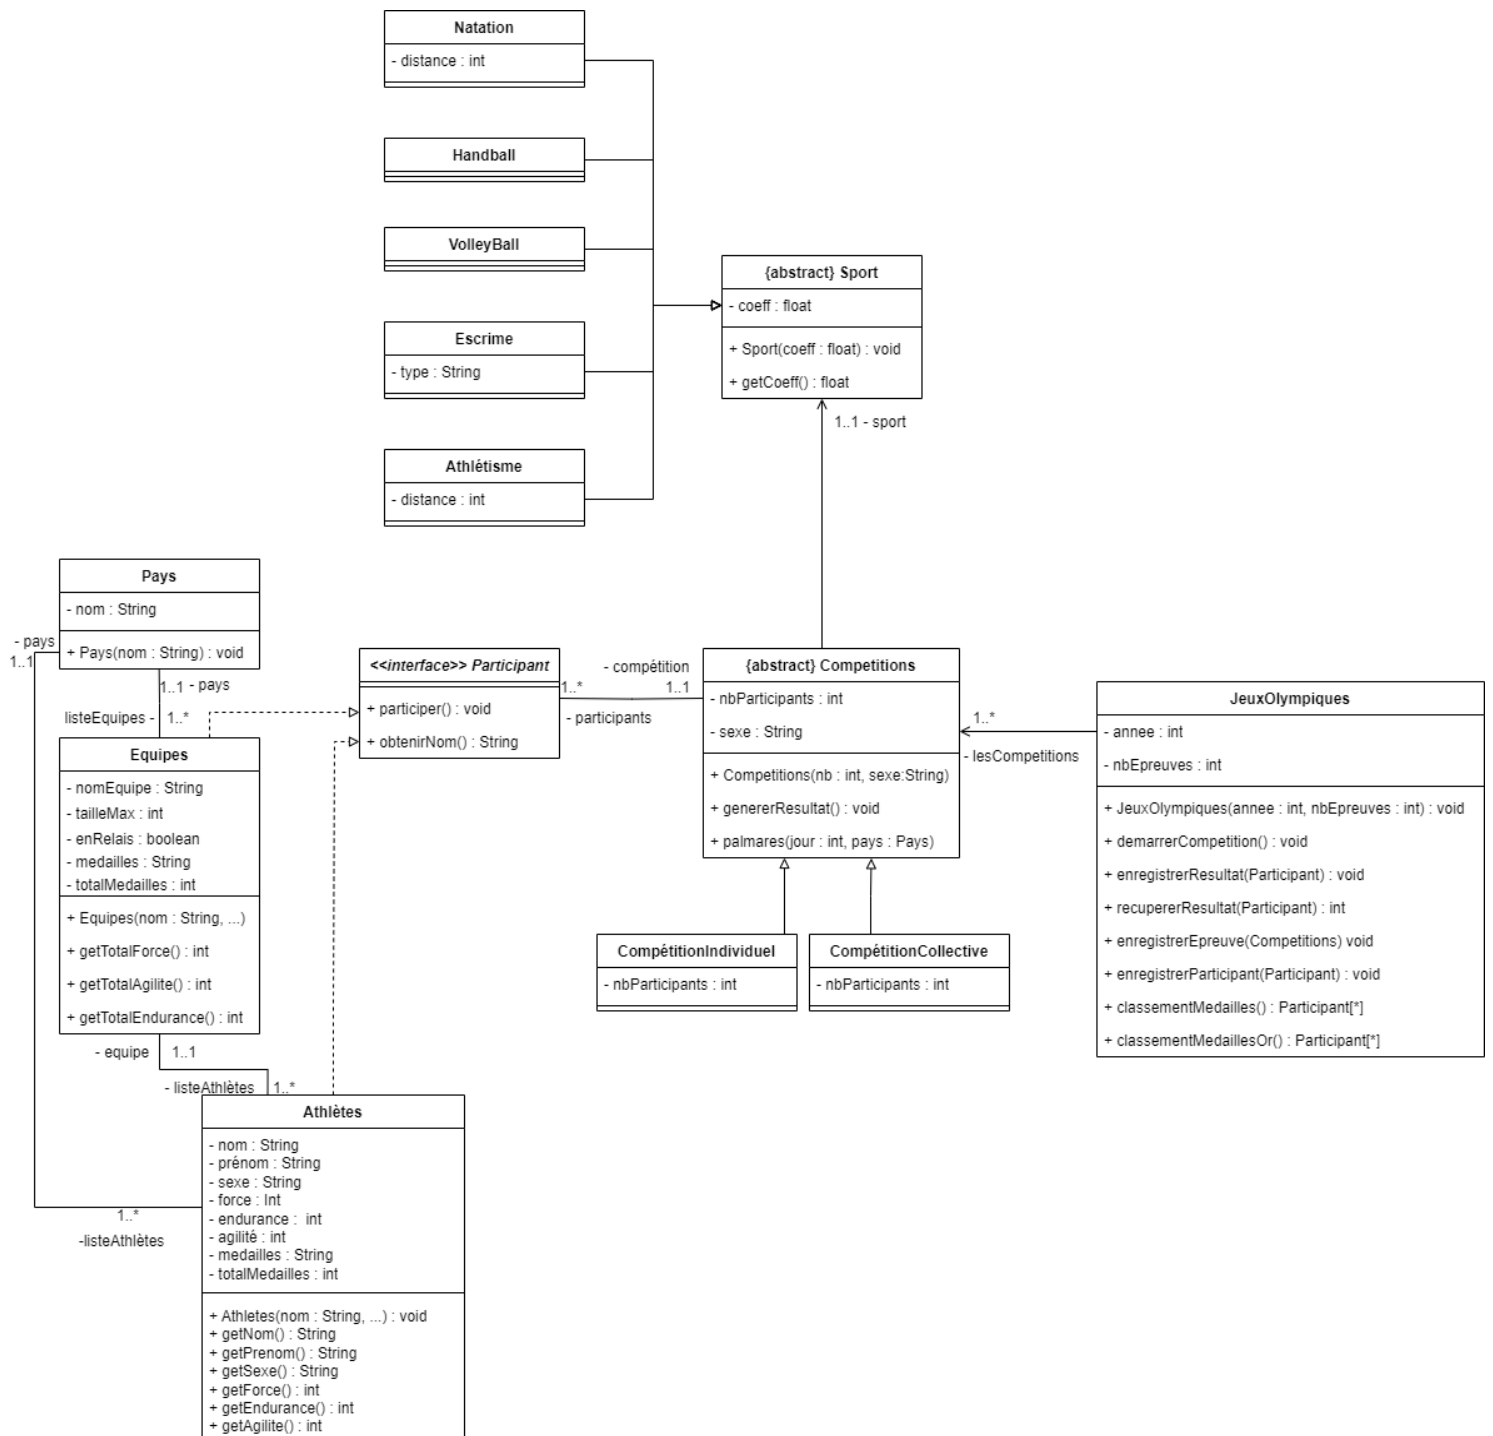 Natation
- distance : int
Handball
VolleyBall
Escrime
- type : String
Athlétisme
- distance : int
{abstract} Sport
- coeff : float
+ Sport(coeff : float) : void
+ getCoeff() : float
1..1 - sport
Pays
- nom : String
+ Pays(nom : String) : void
- pays
1..1
1..1 - pays
listeEquipes -
1..*
Equipes
- nomEquipe : String
- tailleMax : int
- enRelais : boolean
- medailles : String
- totalMedailles : int
+ Equipes(nom : String, ...)
+ getTotalForce() : int
+ getTotalAgilite() : int
+ getTotalEndurance() : int
- equipe
1..1
- listeAthlètes
1..*
<<interface>> Participant
+ participer() : void
+ obtenirNom() : String
1..*
- participants
- compétition
1..1
{abstract} Competitions
- nbParticipants : int
- sexe : String
+ Competitions(nb : int, sexe:String)
+ genererResultat() : void
+ palmares(jour : int, pays : Pays)
1..*
- lesCompetitions
JeuxOlympiques
- annee : int
- nbEpreuves : int
+ JeuxOlympiques(annee : int, nbEpreuves : int) : void
+ demarrerCompetition() : void
+ enregistrerResultat(Participant) : void
+ recupererResultat(Participant) : int
+ enregistrerEpreuve(Competitions) void
+ enregistrerParticipant(Participant) : void
+ classementMedailles() : Participant[*]
+ classementMedaillesOr() : Participant[*]
CompétitionIndividuel
- nbParticipants : int
CompétitionCollective
- nbParticipants : int
Athlètes
- nom : String
- prénom : String
- sexe : String
- force : Int
- endurance : int
- agilité : int
- medailles : String
- totalMedailles : int
+ Athletes(nom : String, ...) : void
+ getNom() : String
+ getPrenom() : String
+ getSexe() : String
+ getForce() : int
+ getEndurance() : int
+ getAgilite() : int
1..*
-listeAthlètes